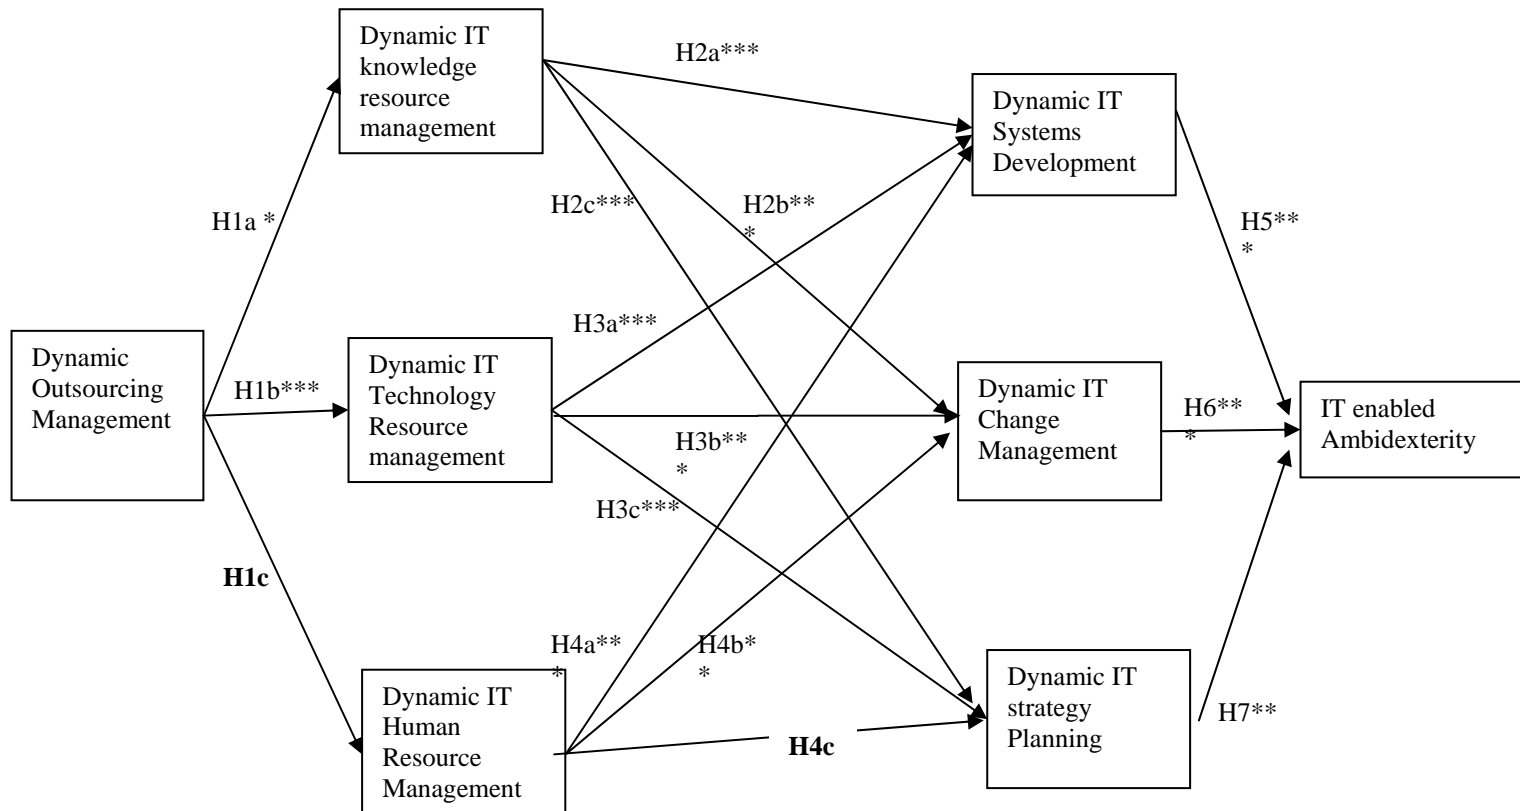 Dynamic IT
knowledge
resource
management
H2a***
Dynamic IT
Systems
Development
H1a *
H2c***
H2b**
*
H5**
*
H3a***
Dynamic
Outsourcing
Management
H1b***
Dynamic IT
Technology
Resource
management
Dynamic IT
Change
Management
H6**
*
IT enabled
Ambidexterity
H3b**
*
H3c***
H1c
H4a**
*
H4b*
*
Dynamic IT
Human
Resource
Management
H4c
Dynamic IT
strategy
Planning
H7**